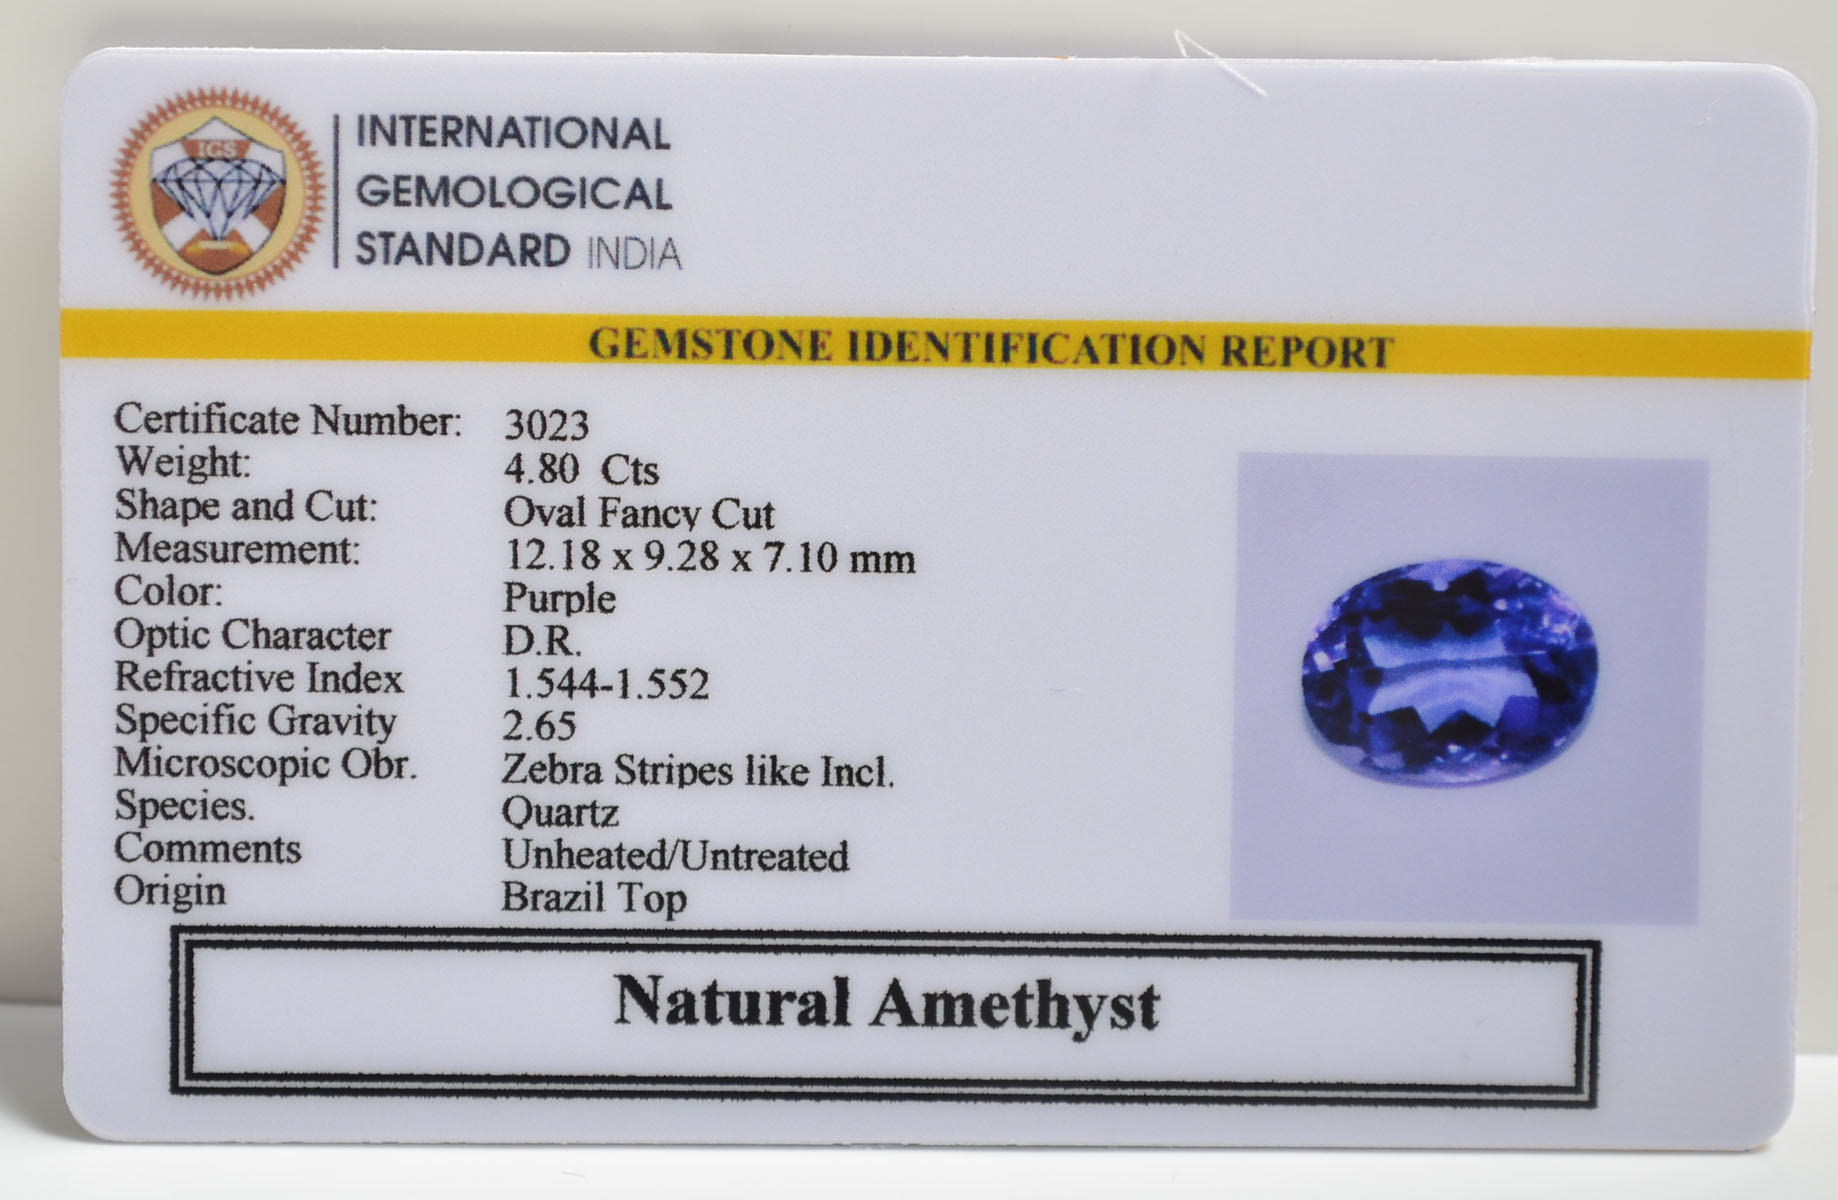 IGS
INTERNATIONAL
GEMOLOGICAL
STANDARD INDIA
GEMSTONE IDENTIFICATION REPORT
Certificate Number: 3023
Weight: 4.80 Cts
Shape and Cut: Oval Fancy Cut
Measurement: 12.18 x 9.28 x 7.10 mm
Color: Purple
Optic Character D.R.
Refractive Index 1.544-1.552
Specific Gravity 2.65
Microscopic Obr. Zebra Stripes like Incl.
Species. Quartz
Comments Unheated/Untreated
Origin Brazil Top
Natural Amethyst